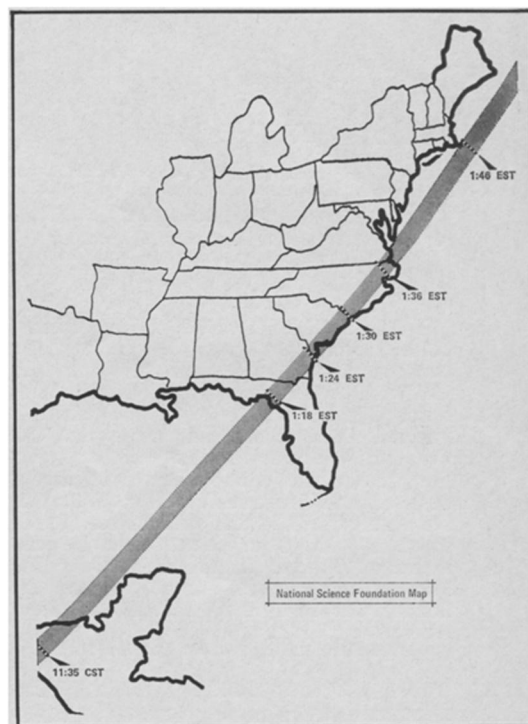 1:46 EST
1:36 EST
1:30 EST
1:24 EST
1:18 EST
National Science Foundation Map
11:35 CST